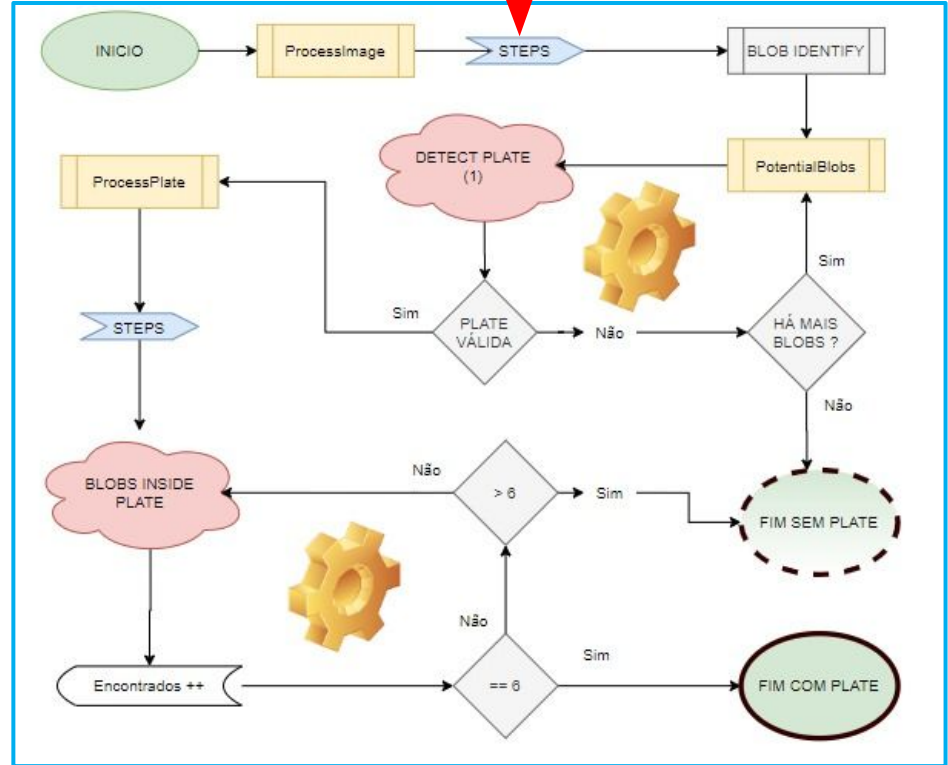 INICIO
ProcessImage
STEPS
BLOB IDENTIFY
DETECT PLATE
(1)
PotentialBlobs
ProcessPlate
Sim
Sim
PLATE
VÁLIDA
Não
HÁ MAIS
BLOBS ?
STEPS
Não
BLOBS INSIDE
PLATE
Não
> 6
Sim
FIM SEM PLATE
Não
Encontrados ++
== 6
Sim
FIM COM PLATE